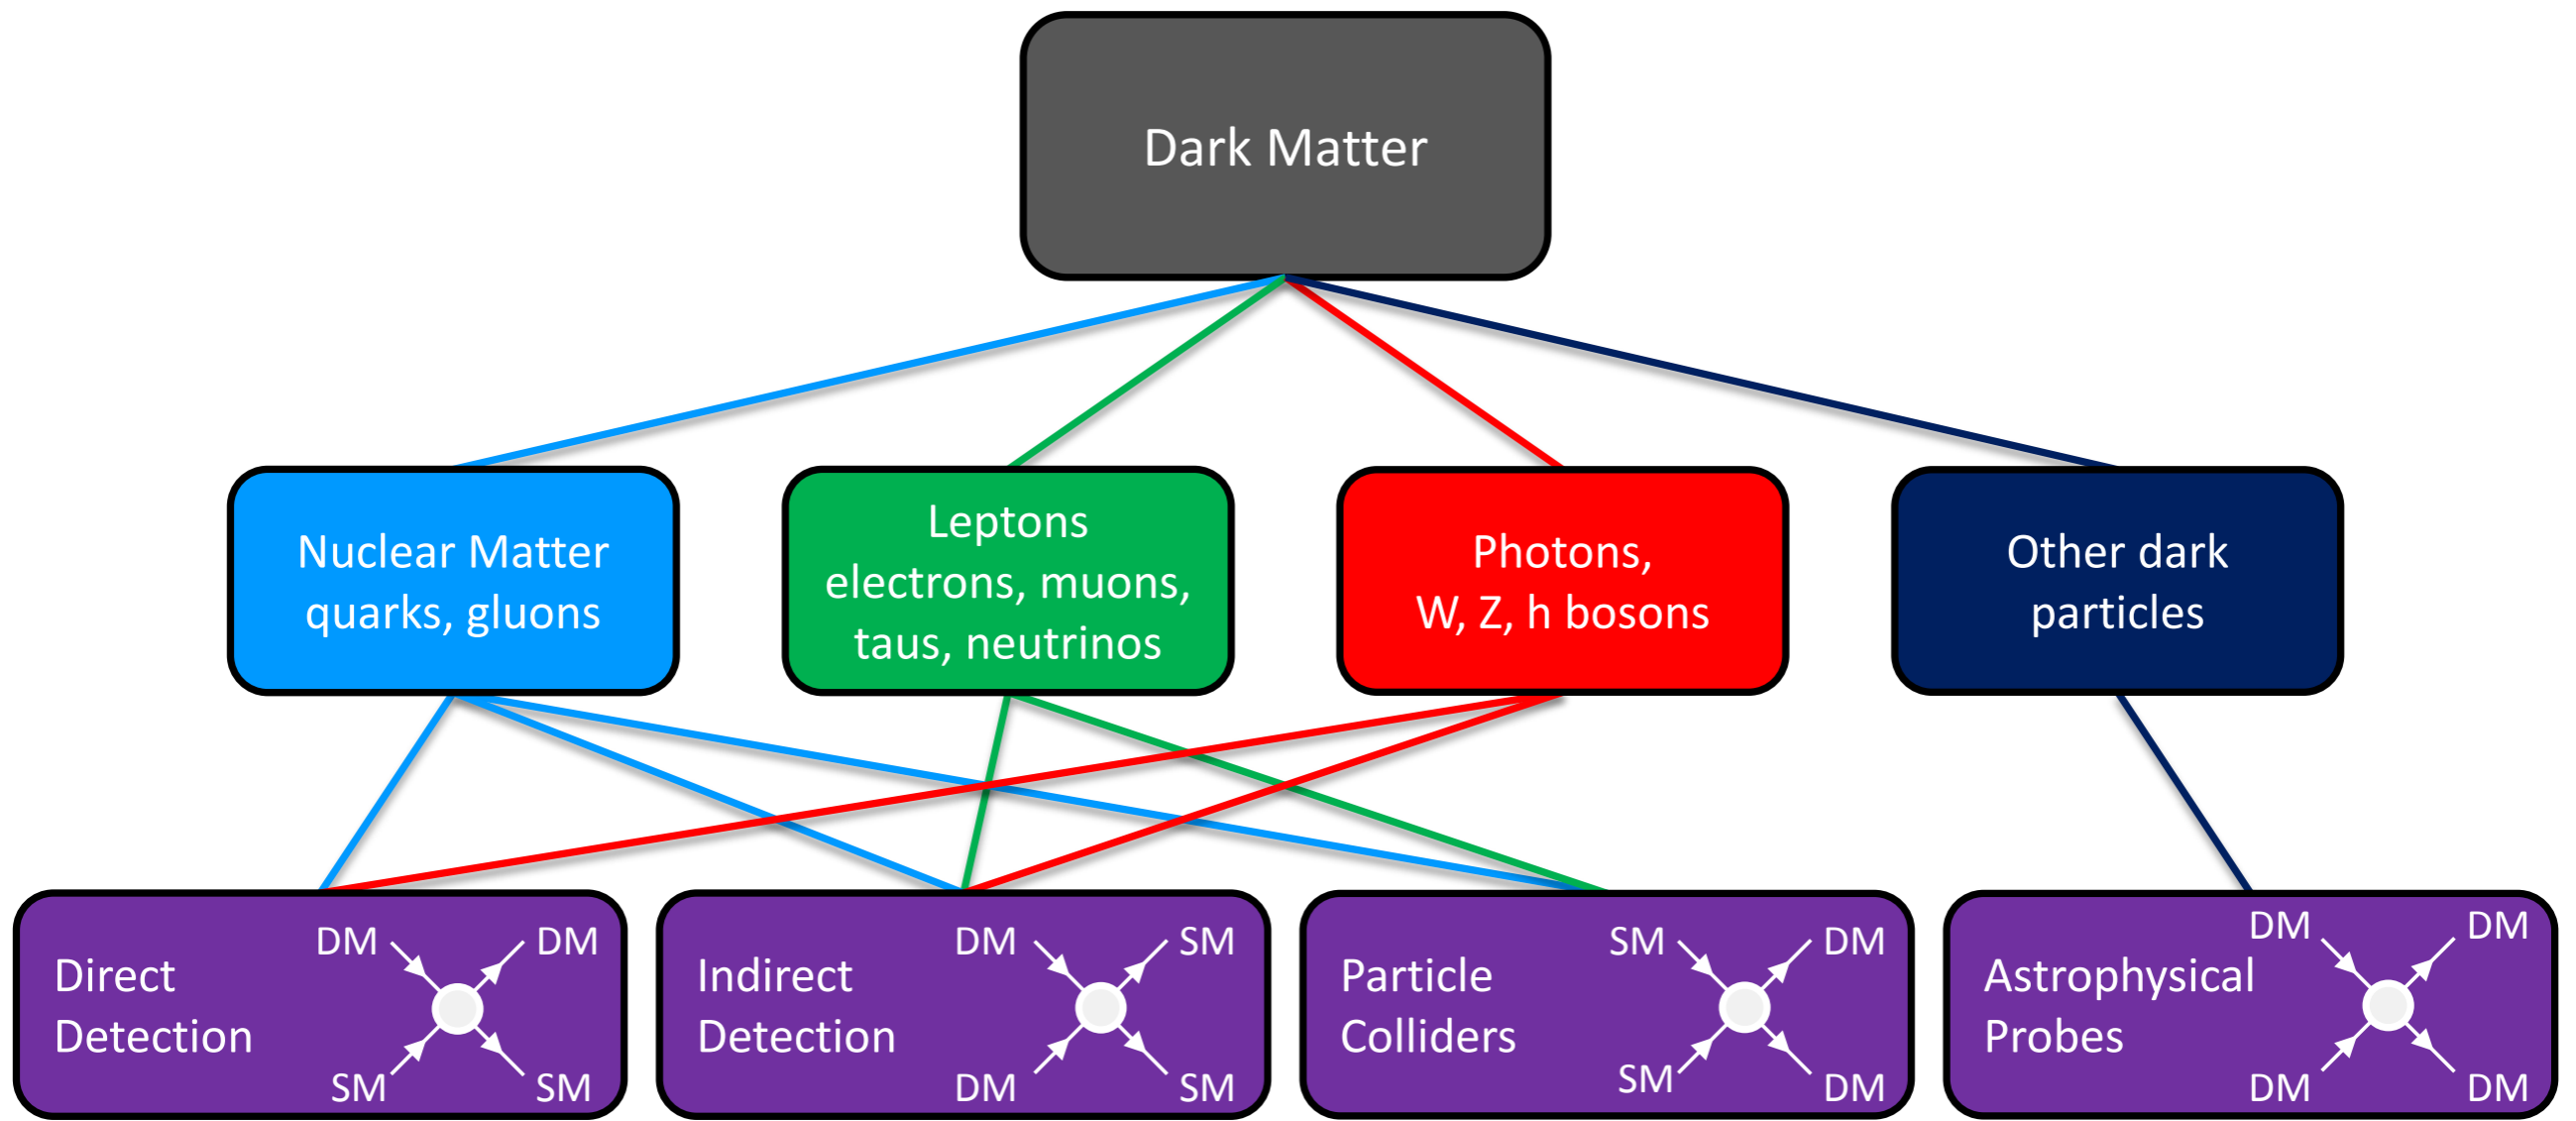 Dark Matter
Nuclear Matter
quarks, gluons
Leptons
electrons, muons,
taus, neutrinos
Photons,
W, Z, h bosons
Other dark
particles
Direct
Detection
DM
DM
SM
SM
Indirect
Detection
DM
SM
DM
SM
Particle
Colliders
SM
DM
SM
DM
Astrophysical
Probes
DM
DM
DM
DM